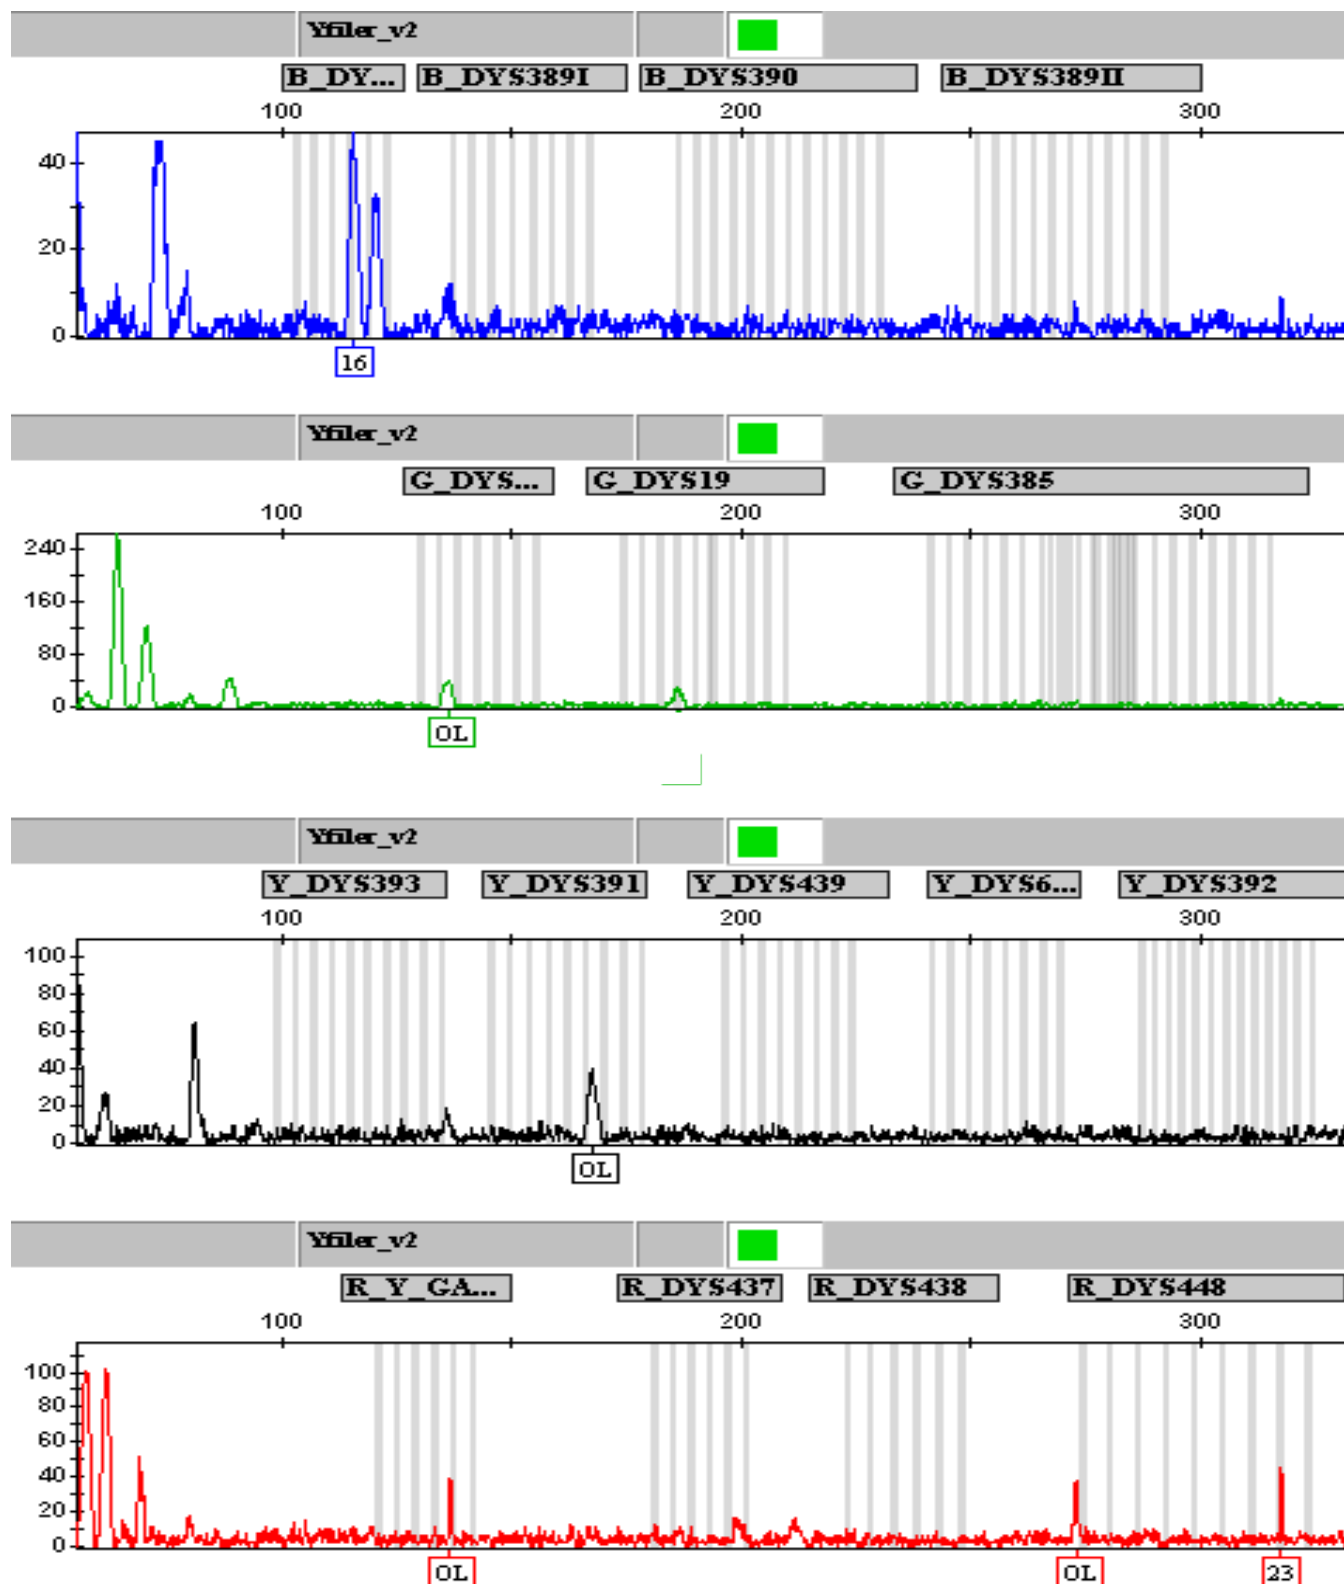 Yfiler_v2
B_DY... B_DYS389I B_DYS390 B_DYS389II
100 200 300
40
20
0
16
Yfiler_v2
G_DYS... G_DYS19 G_DYS385
100 200 300
240
160
80
0
OL
Yfiler_v2
Y_DYS393 Y_DYS391 Y_DYS439 Y_DYS6... Y_DYS392
100 200 300
100
80
60
40
20
0
OL
Yfiler_v2
R_Y_GA... R_DYS437 R_DYS438 R_DYS448
100 200 300
100
80
60
40
20
0
OL OL 23